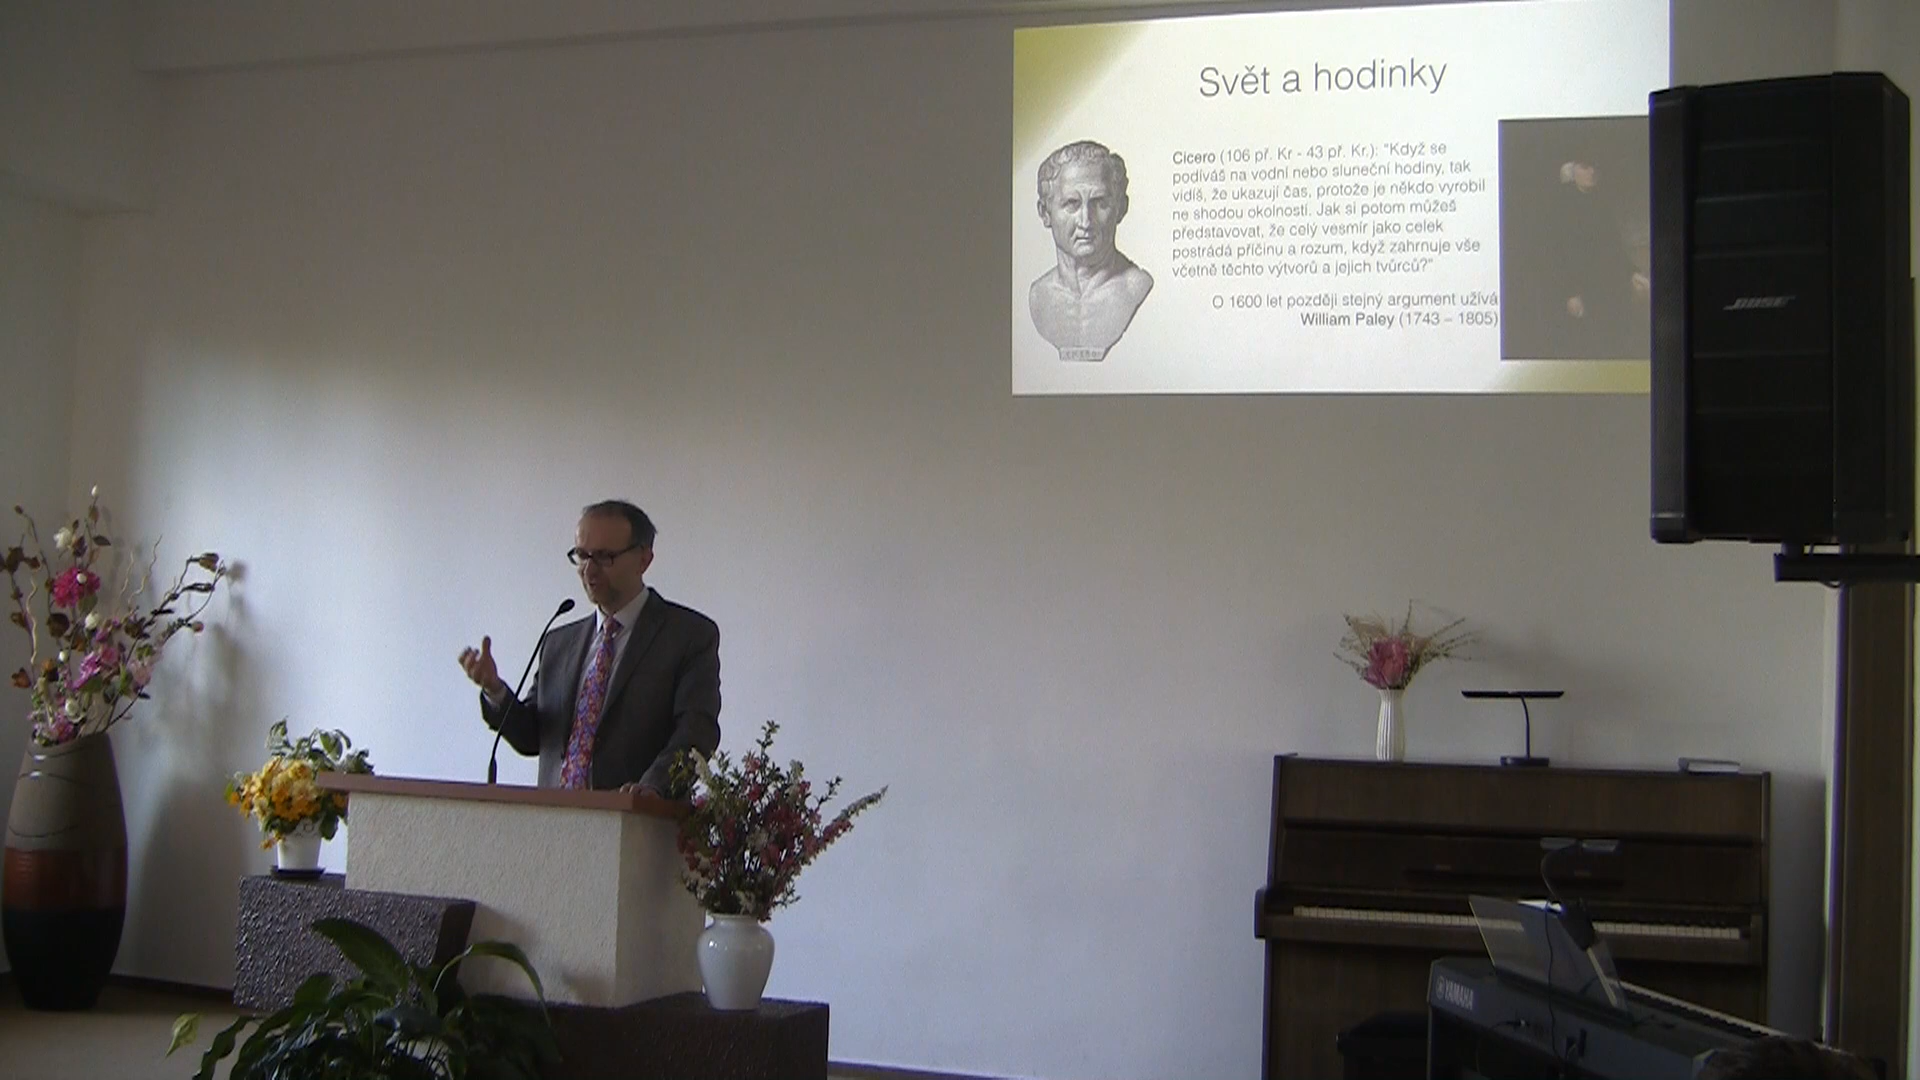 Svět a hodinky
Cicero (106 př. Kr - 43 př. Kr.): "Když se
podíváš na vodní nebo sluneční hodiny, tak
vidíš, že ukazují čas, protože je někdo vyrobil
ne shodou okolností. Jak si potom můžeš
představovat, že celý vesmír jako celek
postrádá příčinu a rozum, když zahrnuje vše
včetně těchto výtvorů a jejich tvůrců?"
O 1600 let později stejný argument užívá
William Paley (1743 – 1805)
BOSE
YAMAHA